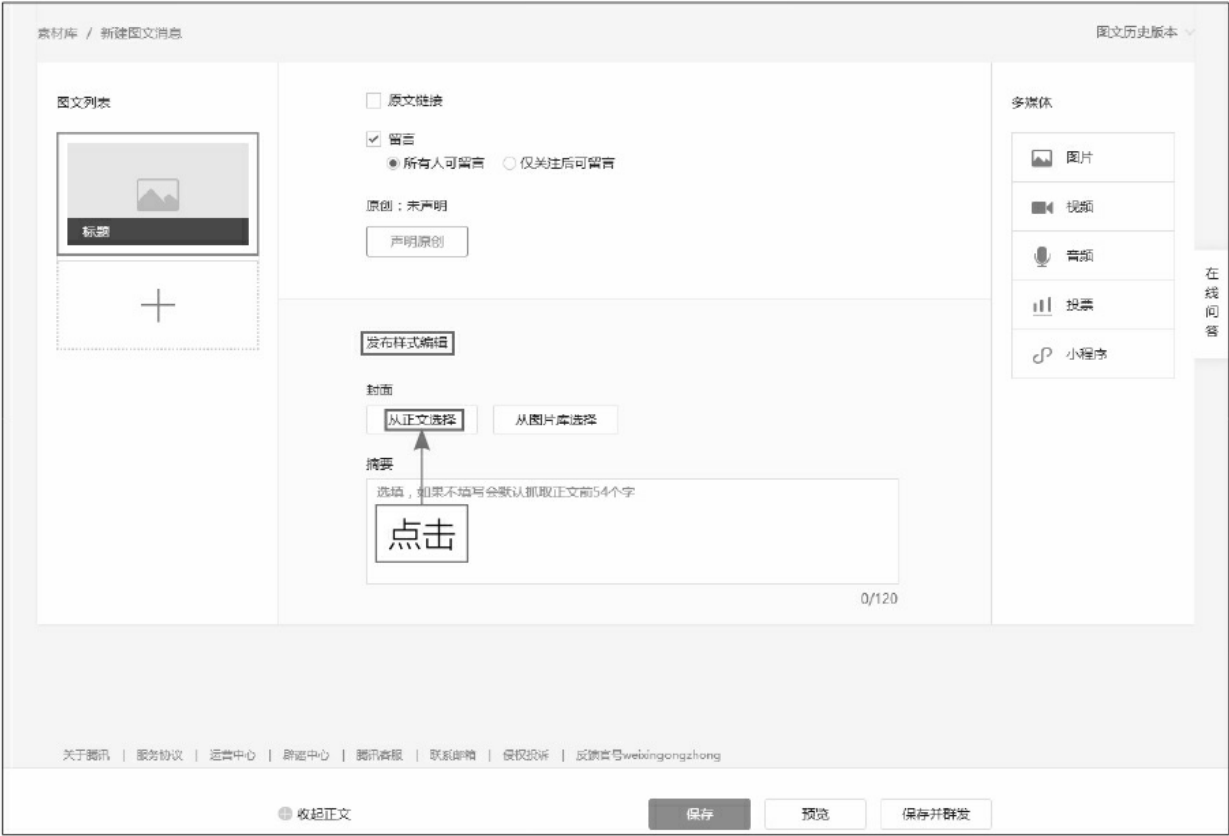 素材库 / 新建图文消息
图文历史版本
图文列表
标题
原文链接
留言
所有人可留言 仅关注后可留言
原创：未声明
声明原创
发布样式编辑
封面
从正文选择 从图片库选择
摘要
选填，如果不填写会默认抓取正文前54个字
点击
0/120
多媒体
图片
视频
音频
投票
小程序
在线问答
关于腾讯 | 服务协议 | 运营中心 | 辟谣中心 | 腾讯客服 | 联系邮箱 | 侵权投诉 | 反馈官号weixingongzhong
收起正文
保存 预览 保存并群发